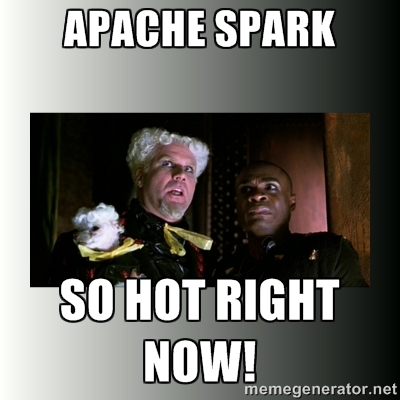 APACHE SPARK
SO HOT RIGHT
NOW!
memegenerator.net